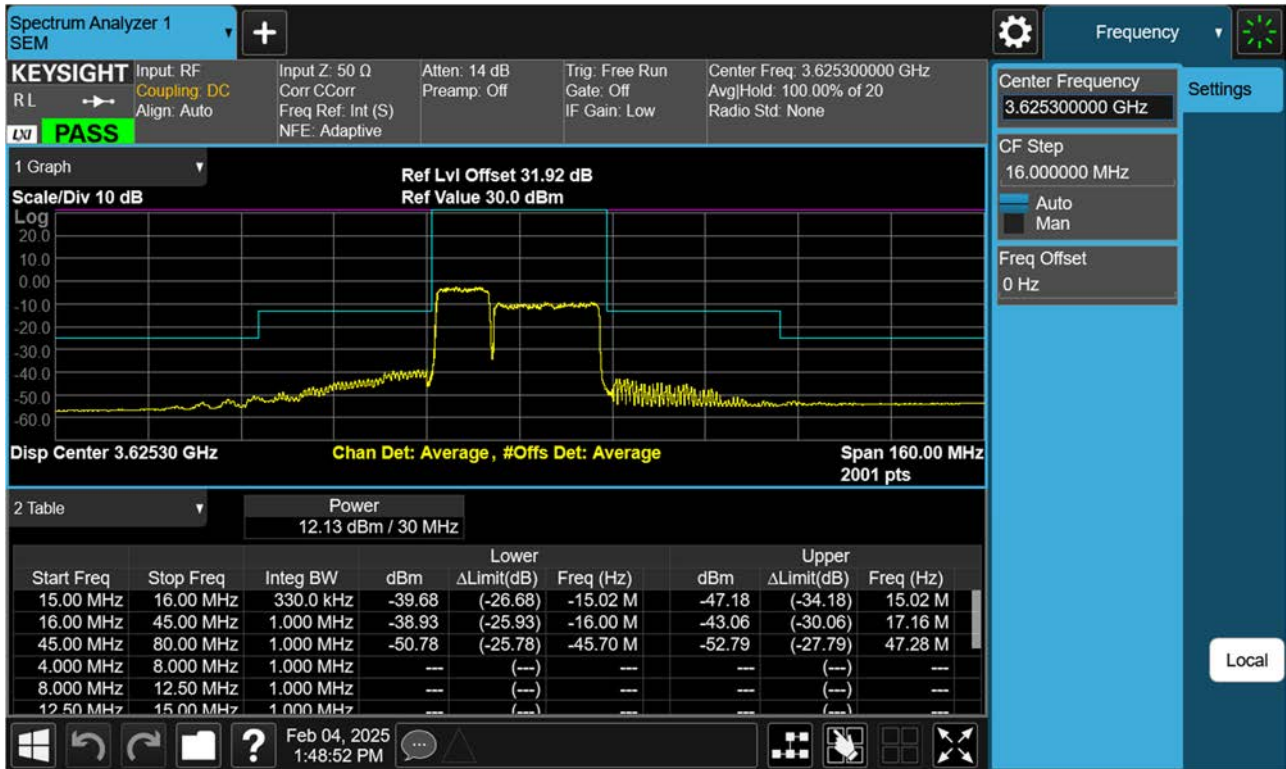 Spectrum Analyzer 1
SEM
Frequency
KEYSIGHT
RL
LXI
PASS
Input: RF
Coupling: DC
Align: Auto
Input Z: 50 Ω
Corr CCorr
Freq Ref: Int (S)
NFE: Adaptive
Atten: 14 dB
Preamp: Off
Trig: Free Run
Gate: Off
IF Gain: Low
Center Freq: 3.625300000 GHz
Avg|Hold: 100.00% of 20
Radio Std: None
Center Frequency
3.625300000 GHz
Settings
CF Step
16.000000 MHz
Auto
Man
Freq Offset
0 Hz
Local
1 Graph
Scale/Div 10 dB
Ref Lvl Offset 31.92 dB
Ref Value 30.0 dBm
Log
20.0
10.0
0.00
-10.0
-20.0
-30.0
-40.0
-50.0
-60.0
Disp Center 3.62530 GHz Chan Det: Average, #Offs Det: Average Span 160.00 MHz
2001 pts
2 Table
Power
12.13 dBm / 30 MHz
Lower Upper
Start Freq Stop Freq Integ BW dBm ΔLimit(dB) Freq (Hz) dBm ΔLimit(dB) Freq (Hz)
15.00 MHz 16.00 MHz 330.0 kHz -39.68 (-26.68) -15.02 M -47.18 (-34.18) 15.02 M
16.00 MHz 45.00 MHz 1.000 MHz -38.93 (-25.93) -16.00 M -43.06 (-30.06) 17.16 M
45.00 MHz 80.00 MHz 1.000 MHz -50.78 (-25.78) -45.70 M -52.79 (-27.79) 47.28 M
4.000 MHz 8.000 MHz 1.000 MHz --- (---) --- --- (---) ---
8.000 MHz 12.50 MHz 1.000 MHz --- (---) --- --- (---) ---
12.50 MHz 15.00 MHz 1.000 MHz --- (---) --- --- (---) ---
Feb 04, 2025
1:48:52 PM